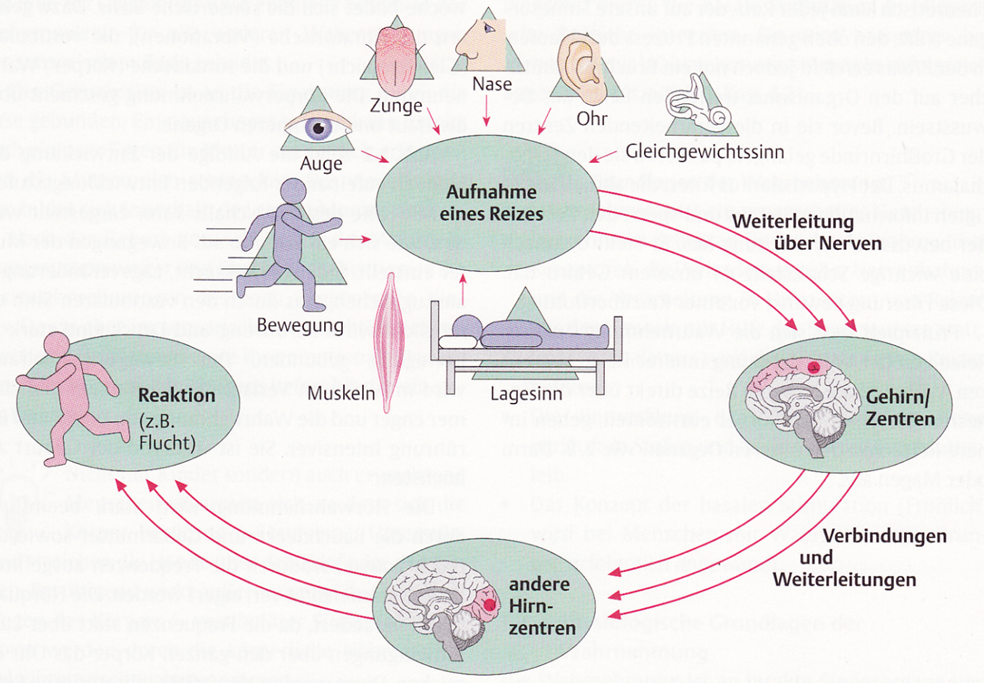 Zunge
Nase
Ohr
Auge
Gleichgewichtssinn
Aufnahme
eines Reizes
Weiterleitung
über Nerven
Bewegung
Muskeln
Lagesinn
Reaktion
(z.B.
Flucht)
Gehirn/
Zentren
Verbindungen
und
Weiterleitungen
andere
Hirn-
zentren